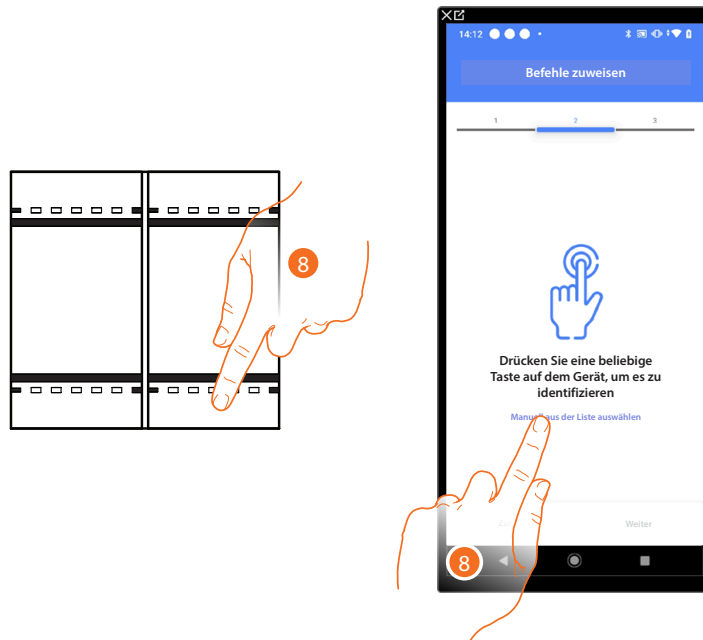 14:12
Befehle zuweisen
1 2 3
8
Drücken Sie eine beliebige
Taste auf dem Gerät, um es zu
identifizieren
Manuell aus der Liste auswählen
Weiter
8